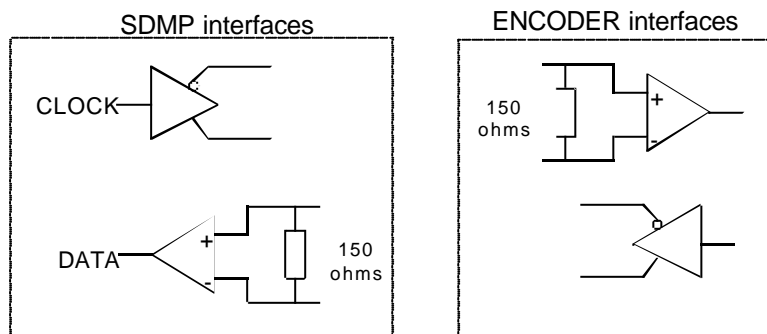 SDMP interfaces
ENCODER interfaces
CLOCK
150
ohms
+
-
DATA
+
-
150
ohms